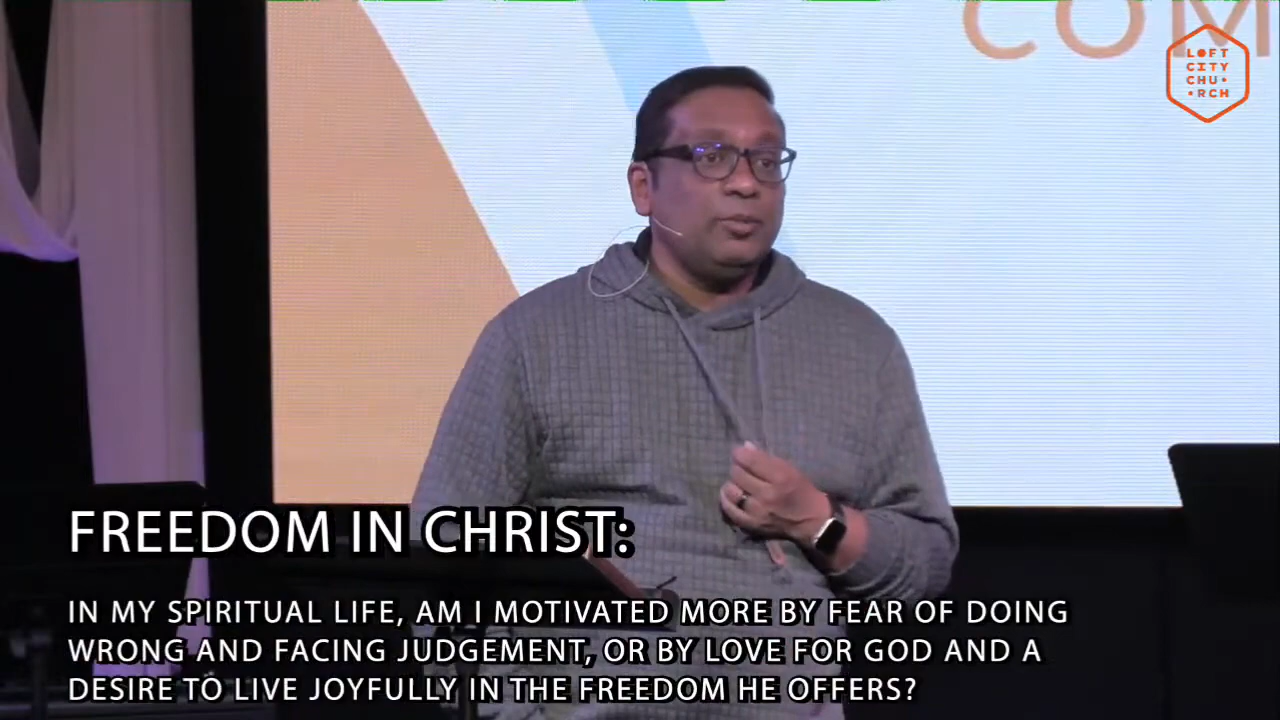 COM
LOFT
CITY
CHU•
•RCH
FREEDOM IN CHRIST:
IN MY SPIRITUAL LIFE, AM I MOTIVATED MORE BY FEAR OF DOING
WRONG AND FACING JUDGEMENT, OR BY LOVE FOR GOD AND A
DESIRE TO LIVE JOYFULLY IN THE FREEDOM HE OFFERS?